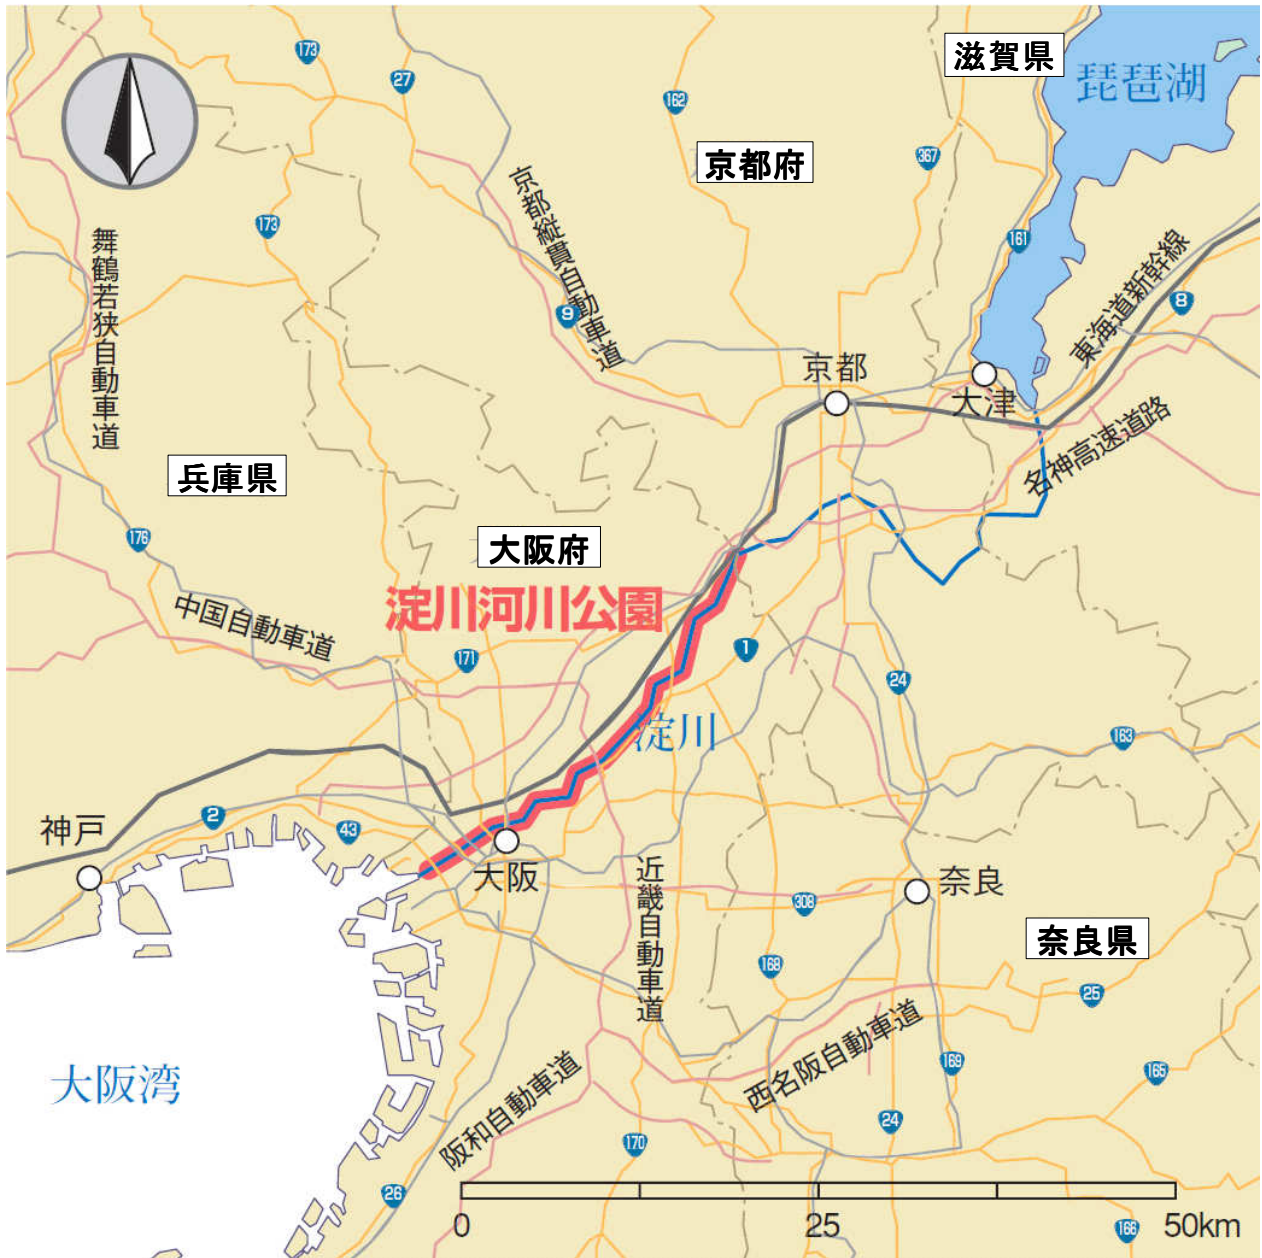 滋賀県
琵琶湖
173
27
162
京都府
367
173
161
京都縦貫自動車道
舞鶴若狭自動車道
東海道新幹線
8
9
京都
大津
名神高速道路
兵庫県
176
大阪府
淀川河川公園
中国自動車道
171
1
24
淀川
163
神戸
2
43
大阪
近畿自動車道
奈良
308
奈良県
168
25
西名阪自動車道
大阪湾
169
165
阪和自動車道
24
170
26
0
25
50km
166